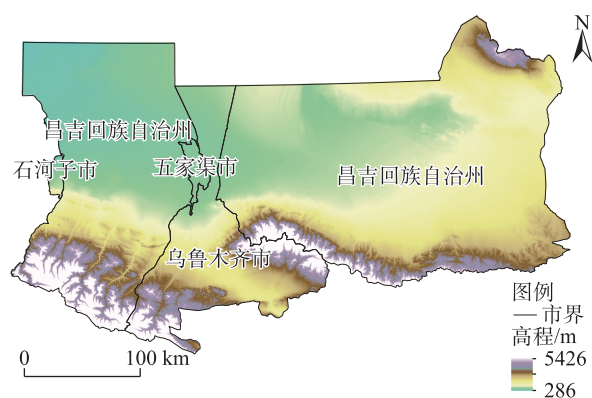 N
昌吉回族自治州
石河子市
五家渠市
昌吉回族自治州
乌鲁木齐市
图例
市界
高程/m
5426
286
0 100 km